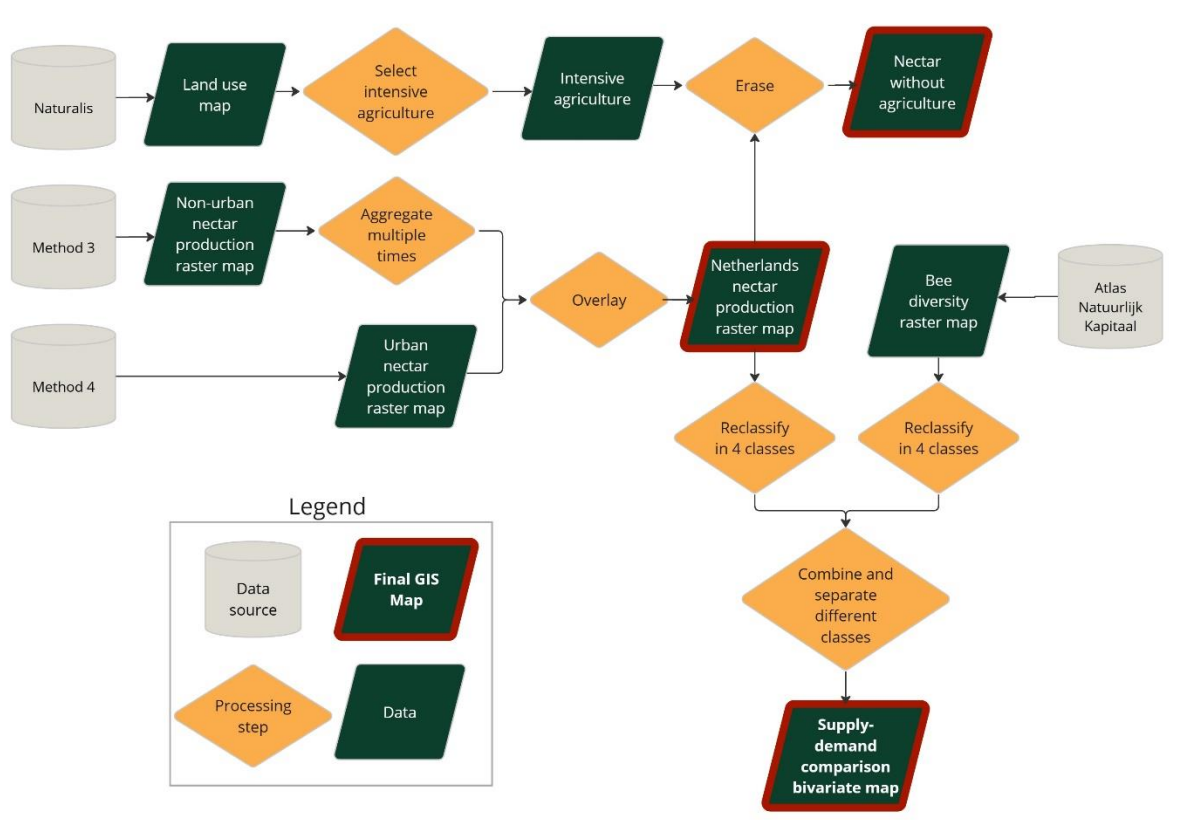 Naturalis
Land use
map
Select
intensive
agriculture
Intensive
agriculture
Erase
Nectar
without
agriculture
Method 3
Non-urban
nectar
production
raster map
Aggregate
multiple
times
Overlay
Netherlands
nectar
production
raster map
Bee
diversity
raster map
Atlas
Natuurlijk
Kapitaal
Method 4
Urban
nectar
production
raster map
Reclassify
in 4 classes
Reclassify
in 4 classes
Combine and
separate
different
classes
Supply-
demand
comparison
bivariate map
Legend
Data
source
Final GIS
Map
Processing
step
Data